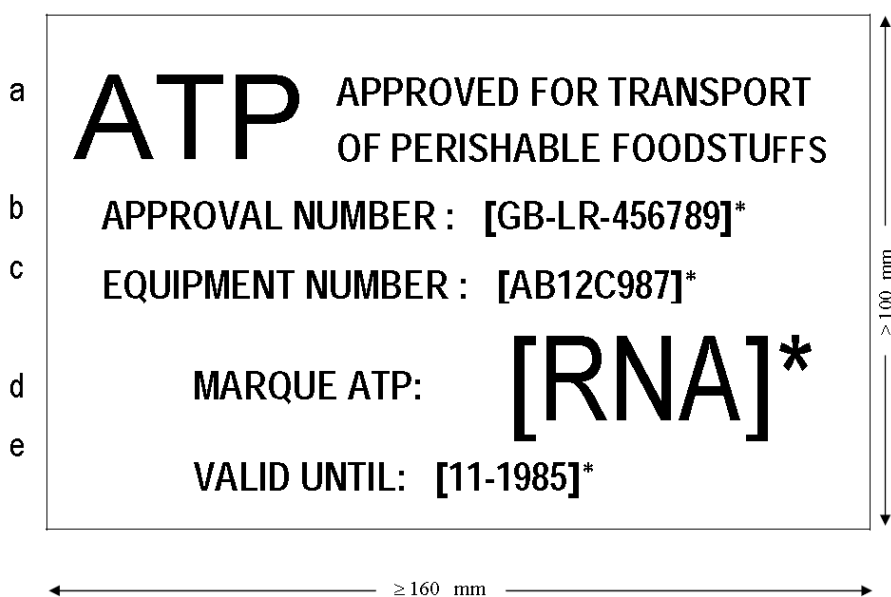 a ATP APPROVED FOR TRANSPORT
OF PERISHABLE FOODSTUFFS
b APPROVAL NUMBER : [GB-LR-456789]*
c EQUIPMENT NUMBER : [AB12C987]*
d MARQUE ATP: [RNA]*
e VALID UNTIL: [11-1985]*
≥100 mm
≥160 mm